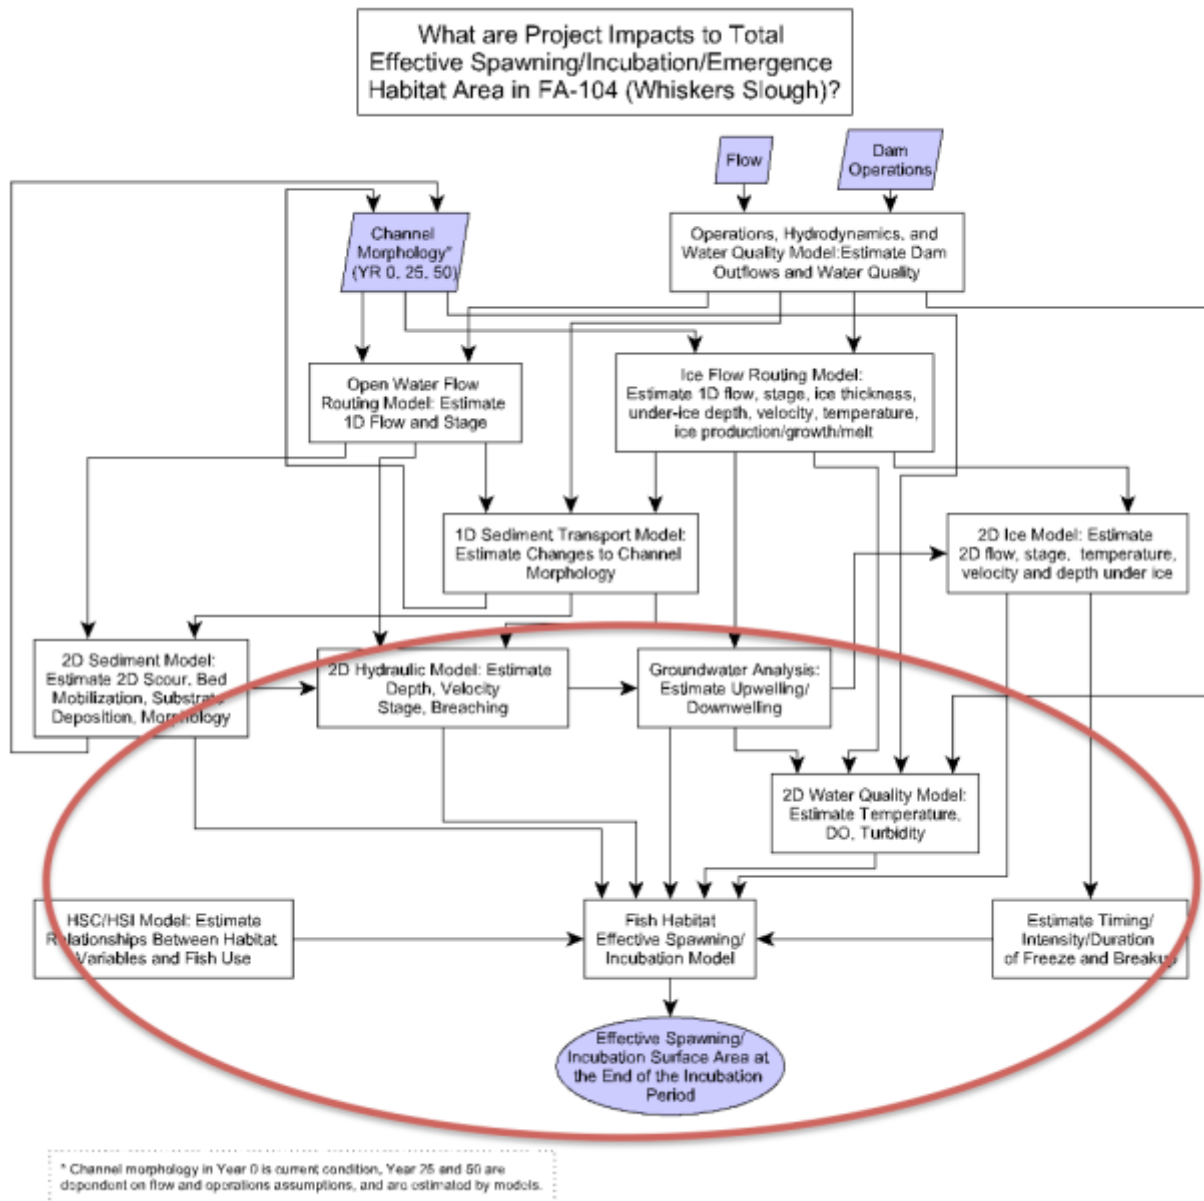 What are Project Impacts to Total
Effective Spawning/Incubation/Emergence
Habitat Area in FA-104 (Whiskers Slough)?
Flow
Dam
Operations
Channel
Morphology*
(YR 0, 25, 50)
Operations, Hydrodynamics, and
Water Quality Model:Estimate Dam
Outflows and Water Quality
Open Water Flow
Routing Model: Estimate
1D Flow and Stage
Ice Flow Routing Model:
Estimate 1D flow, stage, ice thickness,
under-ice depth, velocity, temperature,
ice production/growth/melt
1D Sediment Transport Model:
Estimate Changes to Channel
Morphology
2D Ice Model: Estimate
2D flow, stage, temperature,
velocity and depth under ice
2D Sediment Model:
Estimate 2D Scour, Bed
Mobilization, Substrate
Deposition, Morphology
2D Hydraulic Model: Estimate
Depth, Velocity
Stage, Breaching
Groundwater Analysis:
Estimate Upwelling/
Downwelling
2D Water Quality Model:
Estimate Temperature,
DO, Turbidity
HSC/HSI Model: Estimate
Relationships Between Habitat
Variables and Fish Use
Fish Habitat
Effective Spawning/
Incubation Model
Estimate Timing/
Intensity/Duration
of Freeze and Breakup
Effective Spawning/
Incubation Surface Area at
the End of the Incubation
Period
* Channel morphology in Year 0 is current condition, Year 25 and 50 are
dependent on flow and operations assumptions, and are estimated by models.